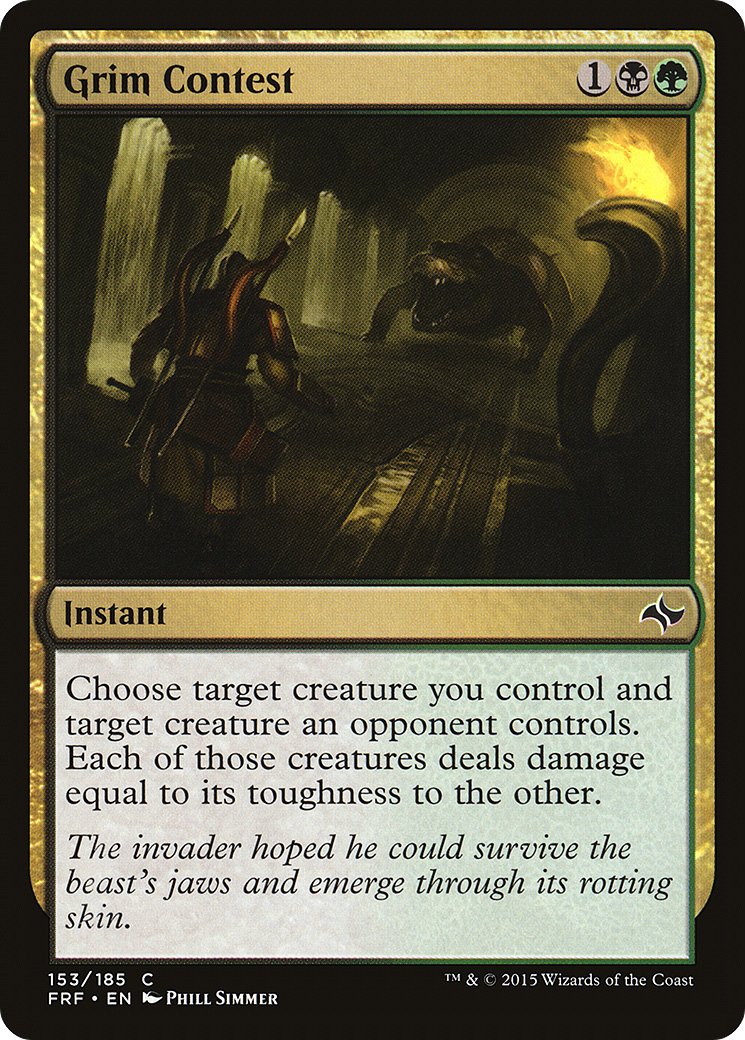 Grim Contest 1
Instant
Choose target creature you control and
target creature an opponent controls.
Each of those creatures deals damage
equal to its toughness to the other.
The invader hoped he could survive the
beast's jaws and emerge through its rotting
skin.
153/185 C
FRF • EN Phill Simmer
™ & © 2015 Wizards of the Coast